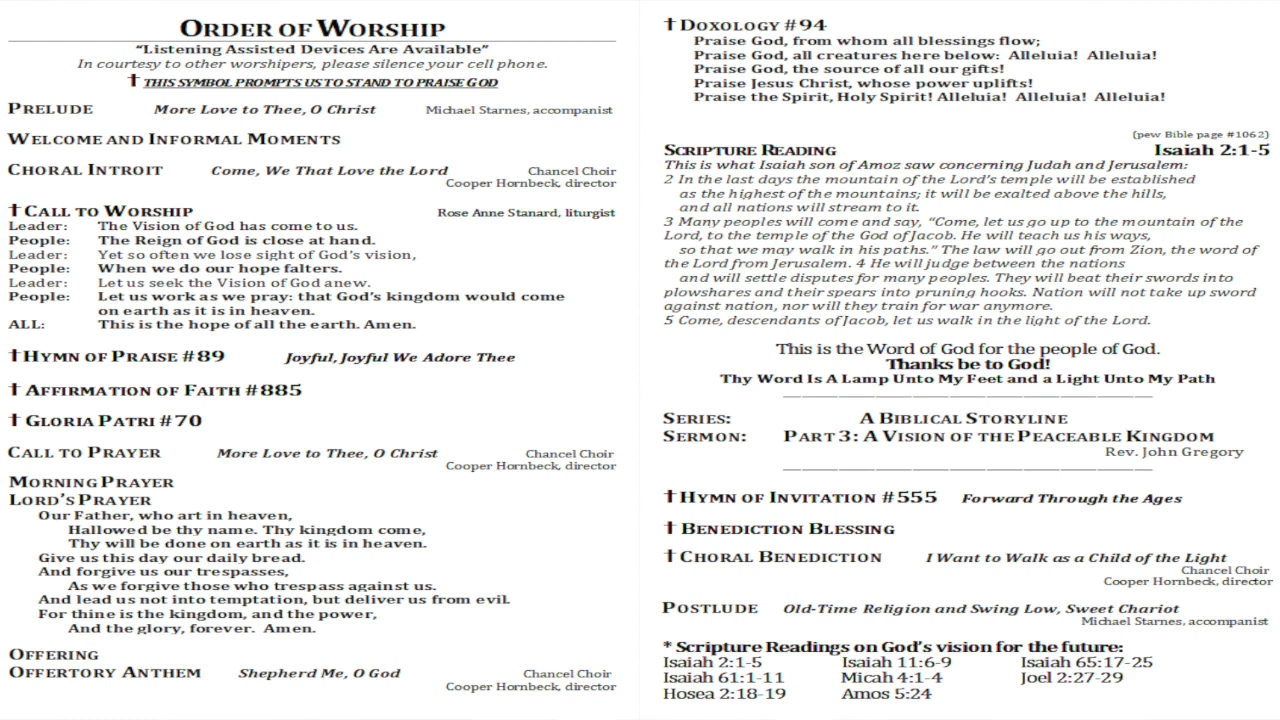 ORDER OF WORSHIP
“Listening Assisted Devices Are Available”
In courtesy to other worshipers, please silence your cell phone.
† THIS SYMBOL PROMPTS US TO STAND TO PRAISE GOD
PRELUDE More Love to Thee, O Christ Michael Starnes, accompanist
WELCOME AND INFORMAL MOMENTS
CHORAL INTROIT Come, We That Love the Lord Chancel Choir
Cooper Hornbeck, director
† CALL TO WORSHIP Rose Anne Stanard, liturgist
Leader: The Vision of God has come to us.
People: The Reign of God is close at hand.
Leader: Yet so often we lose sight of God’s vision,
People: When we do our hope falters.
Leader: Let us seek the Vision of God anew.
People: Let us work as we pray: that God’s kingdom would come
on earth as it is in heaven.
ALL: This is the hope of all the earth. Amen.
† HYMN OF PRAISE #89 Joyful, Joyful We Adore Thee
† AFFIRMATION OF FAITH #885
† GLORIA PATRI #70
CALL TO PRAYER More Love to Thee, O Christ Chancel Choir
Cooper Hornbeck, director
MORNING PRAYER
LORD’S PRAYER
Our Father, who art in heaven,
Hallowed be thy name. Thy kingdom come,
Thy will be done on earth as it is in heaven.
Give us this day our daily bread.
And forgive us our trespasses,
As we forgive those who trespass against us.
And lead us not into temptation, but deliver us from evil.
For thine is the kingdom, and the power,
And the glory, forever. Amen.
OFFERING
OFFERTORY ANTHEM Shepherd Me, O God Chancel Choir
Cooper Hornbeck, director
† DOXOLOGY #94
Praise God, from whom all blessings flow;
Praise God, all creatures here below: Alleluia! Alleluia!
Praise God, the source of all our gifts!
Praise Jesus Christ, whose power uplifts!
Praise the Spirit, Holy Spirit! Alleluia! Alleluia! Alleluia!
(pew Bible page #1062)
SCRIPTURE READING Isaiah 2:1-5
This is what Isaiah son of Amoz saw concerning Judah and Jerusalem:
2 In the last days the mountain of the Lord’s temple will be established
as the highest of the mountains; it will be exalted above the hills,
and all nations will stream to it.
3 Many peoples will come and say, “Come, let us go up to the mountain of the
Lord, to the temple of the God of Jacob. He will teach us his ways,
so that we may walk in his paths.” The law will go out from Zion, the word of
the Lord from Jerusalem. 4 He will judge between the nations
and will settle disputes for many peoples. They will beat their swords into
plowshares and their spears into pruning hooks. Nation will not take up sword
against nation, nor will they train for war anymore.
5 Come, descendants of Jacob, let us walk in the light of the Lord.
This is the Word of God for the people of God.
Thanks be to God!
Thy Word Is A Lamp Unto My Feet and a Light Unto My Path
SERIES: A BIBLICAL STORYLINE
SERMON: PART 3: A VISION OF THE PEACEABLE KINGDOM
Rev. John Gregory
† HYMN OF INVITATION #555 Forward Through the Ages
† BENEDICTION BLESSING
† CHORAL BENEDICTION I Want to Walk as a Child of the Light
Chancel Choir
Cooper Hornbeck, director
POSTLUDE Old-Time Religion and Swing Low, Sweet Chariot
Michael Starnes, accompanist
* Scripture Readings on God’s vision for the future:
Isaiah 2:1-5 Isaiah 11:6-9 Isaiah 65:17-25
Isaiah 61:1-11 Micah 4:1-4 Joel 2:27-29
Hosea 2:18-19 Amos 5:24